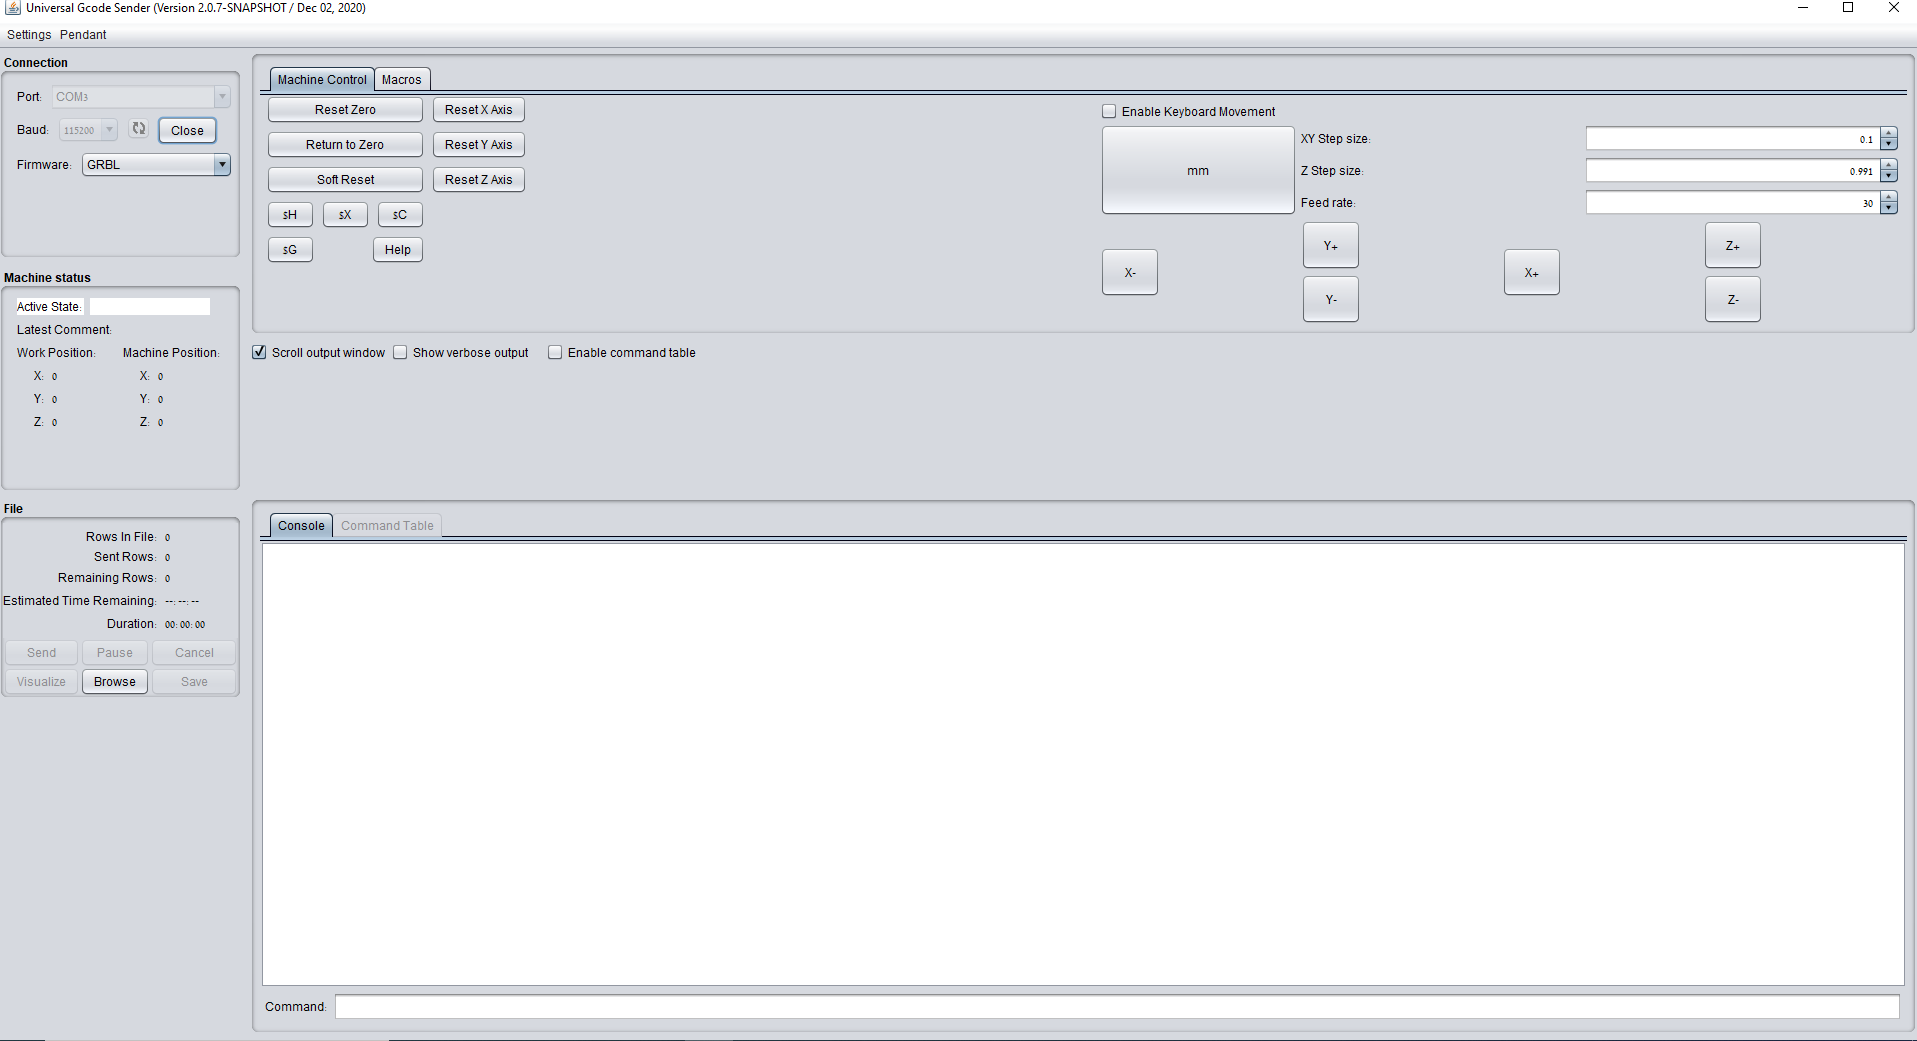 Universal Gcode Sender (Version 2.0.7-SNAPSHOT / Dec 02, 2020)
Settings Pendant
Connection
Port: COM3
Baud: 115200 Close
Firmware: GRBL
Machine status
Active State:
Latest Comment:
Work Position: Machine Position:
X: 0 X: 0
Y: 0 Y: 0
Z: 0 Z: 0
File
Rows In File: 0
Sent Rows: 0
Remaining Rows: 0
Estimated Time Remaining: --:--:--
Duration: 00:00:00
Send Pause Cancel
Visualize Browse Save
Machine Control Macros
Reset Zero Reset X Axis
Return to Zero Reset Y Axis
Soft Reset Reset Z Axis
$H $X $C
$G Help
Enable Keyboard Movement
mm
XY Step size: 0.1
Z Step size: 0.991
Feed rate: 30
X- Y+ X+ Z+
Y- Z-
Scroll output window Show verbose output Enable command table
Console Command Table
Command: